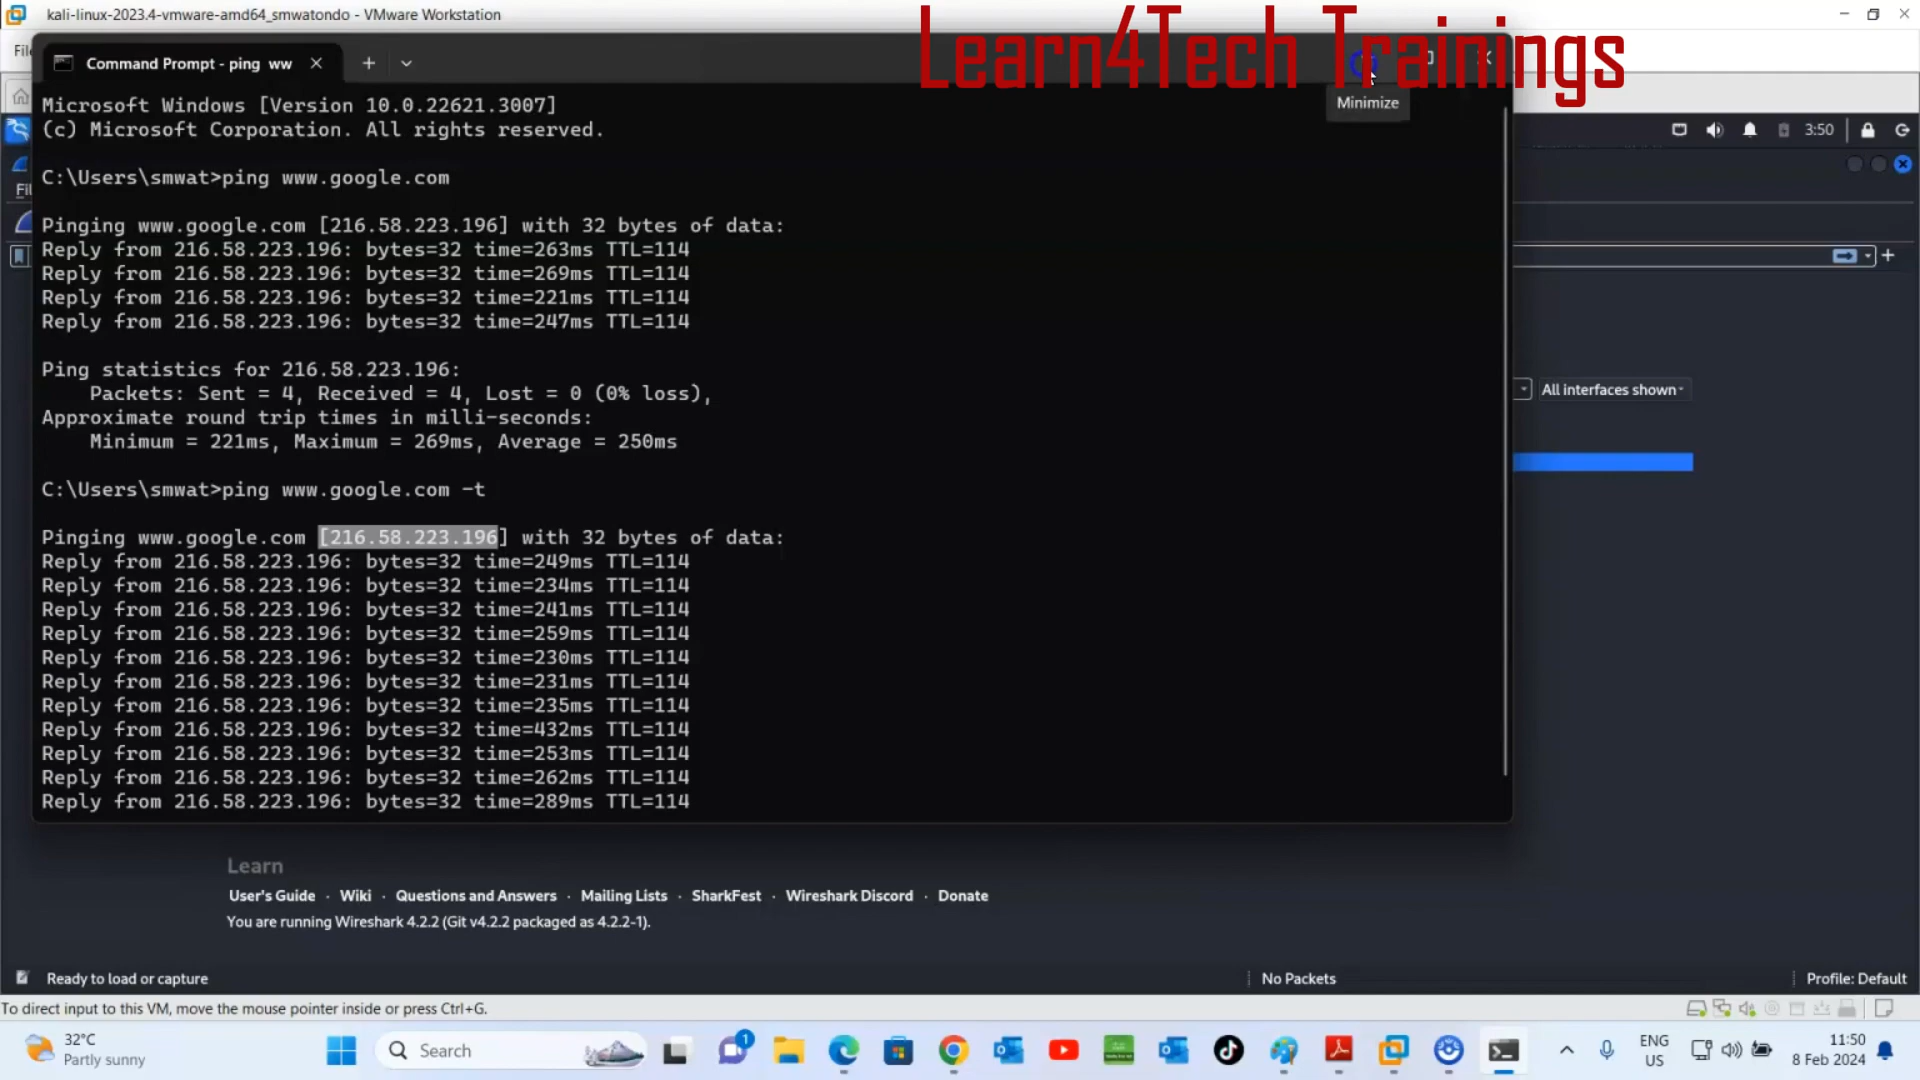 kali-linux-2023.4-vmware-amd64_smwatondo - VMware Workstation
Learn4Tech Trainings
Command Prompt - ping ww
Minimize
Microsoft Windows [Version 10.0.22621.3007]
(c) Microsoft Corporation. All rights reserved.
3:50
C:\Users\smwat>ping www.google.com
Pinging www.google.com [216.58.223.196] with 32 bytes of data:
Reply from 216.58.223.196: bytes=32 time=263ms TTL=114
Reply from 216.58.223.196: bytes=32 time=269ms TTL=114
Reply from 216.58.223.196: bytes=32 time=221ms TTL=114
Reply from 216.58.223.196: bytes=32 time=247ms TTL=114
Ping statistics for 216.58.223.196:
Packets: Sent = 4, Received = 4, Lost = 0 (0% loss),
Approximate round trip times in milli-seconds:
Minimum = 221ms, Maximum = 269ms, Average = 250ms
All interfaces shown
C:\Users\smwat>ping www.google.com -t
Pinging www.google.com [216.58.223.196] with 32 bytes of data:
Reply from 216.58.223.196: bytes=32 time=249ms TTL=114
Reply from 216.58.223.196: bytes=32 time=234ms TTL=114
Reply from 216.58.223.196: bytes=32 time=241ms TTL=114
Reply from 216.58.223.196: bytes=32 time=259ms TTL=114
Reply from 216.58.223.196: bytes=32 time=230ms TTL=114
Reply from 216.58.223.196: bytes=32 time=231ms TTL=114
Reply from 216.58.223.196: bytes=32 time=235ms TTL=114
Reply from 216.58.223.196: bytes=32 time=432ms TTL=114
Reply from 216.58.223.196: bytes=32 time=253ms TTL=114
Reply from 216.58.223.196: bytes=32 time=262ms TTL=114
Reply from 216.58.223.196: bytes=32 time=289ms TTL=114
Learn
User's Guide · Wiki · Questions and Answers · Mailing Lists · SharkFest · Wireshark Discord · Donate
You are running Wireshark 4.2.2 (Git v4.2.2 packaged as 4.2.2-1).
Ready to load or capture
No Packets
Profile: Default
To direct input to this VM, move the mouse pointer inside or press Ctrl+G.
32°C
Partly sunny
Search
1
ENG
US
11:50
8 Feb 2024